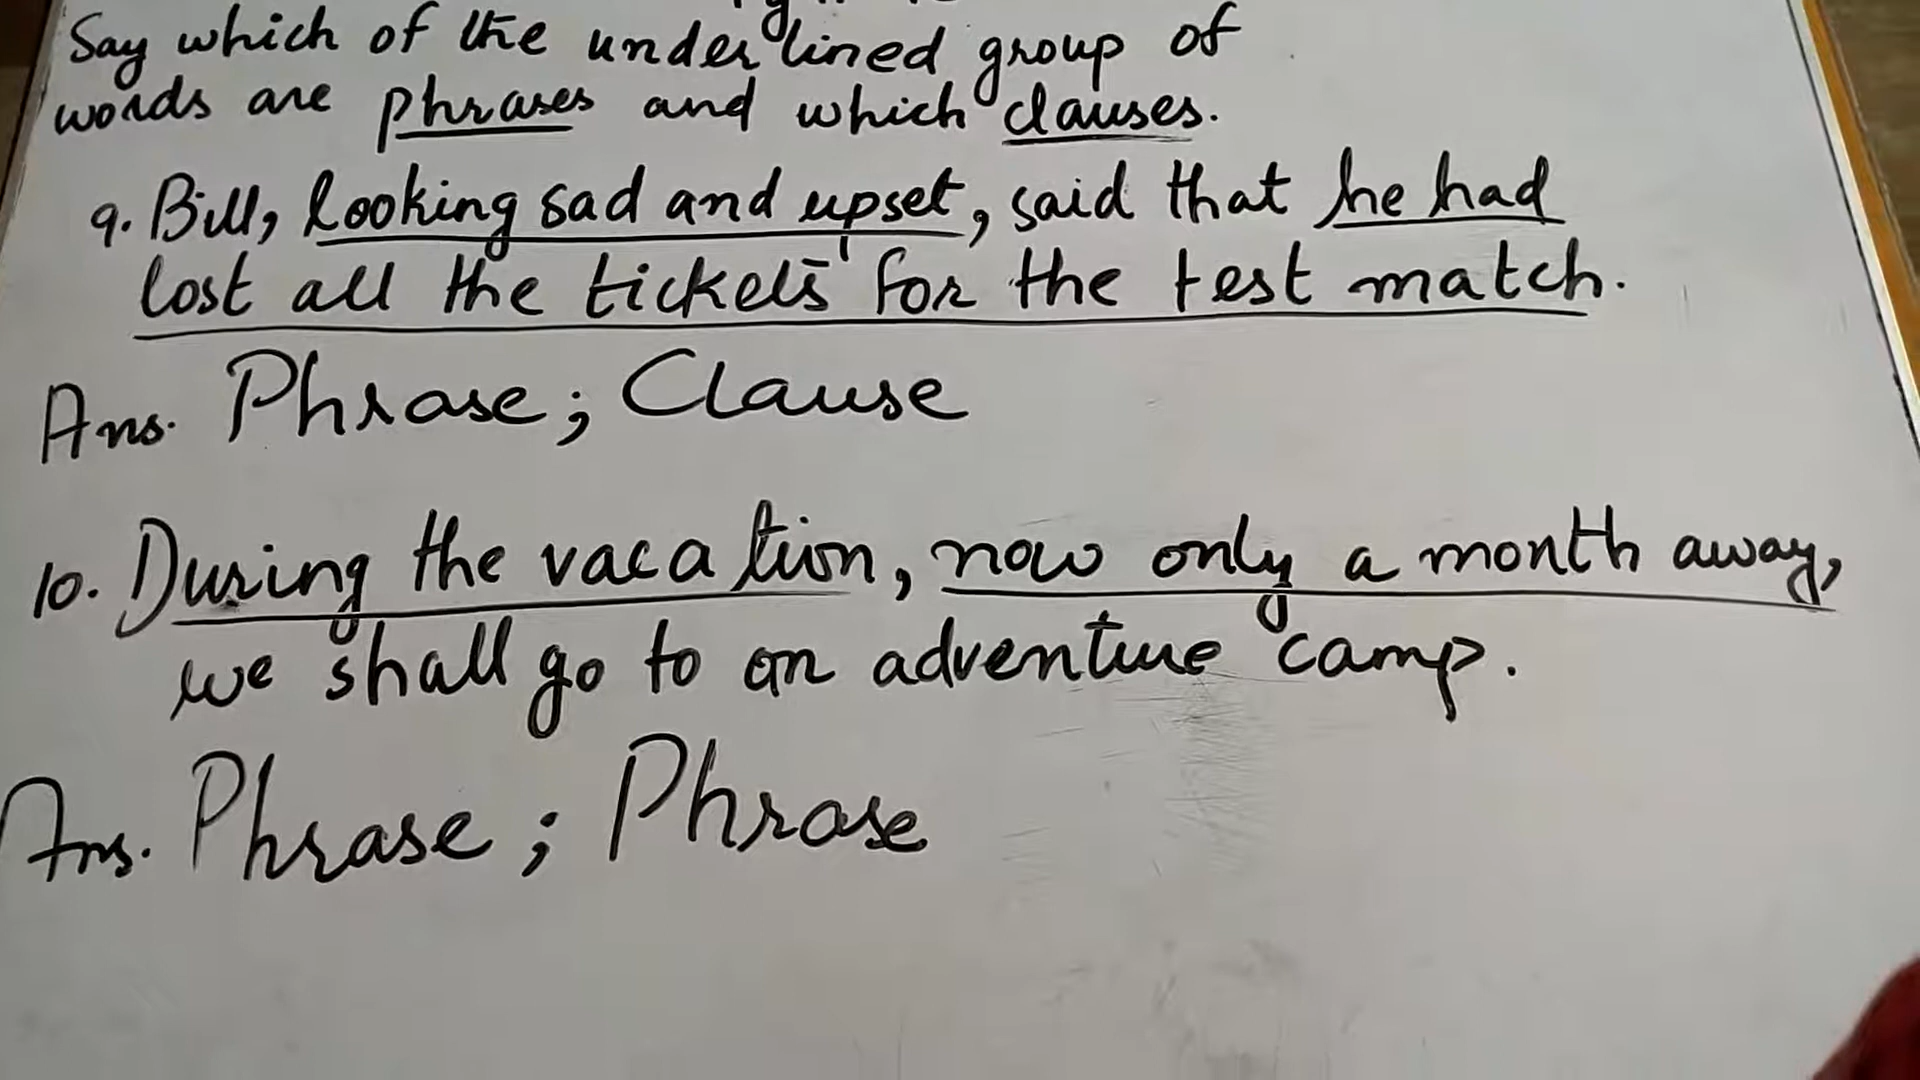 Say which of the underlined group of
words are phrases and which clauses.
9. Bill, looking sad and upset, said that he had
lost all the tickets for the test match.
Ans. Phrase; Clause
10. During the vacation, now only a month away,
we shall go to an adventure camp.
Ans. Phrase; Phrase